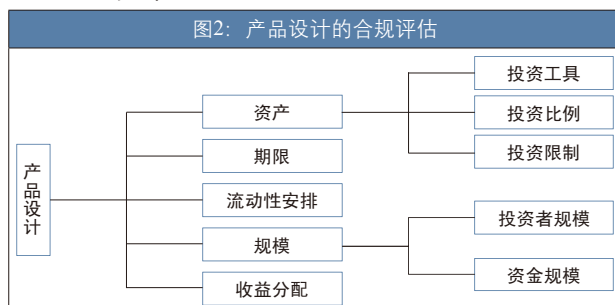 图2：产品设计的合规评估
产品设计
资产
期限
流动性安排
规模
收益分配
投资工具
投资比例
投资限制
投资者规模
资金规模